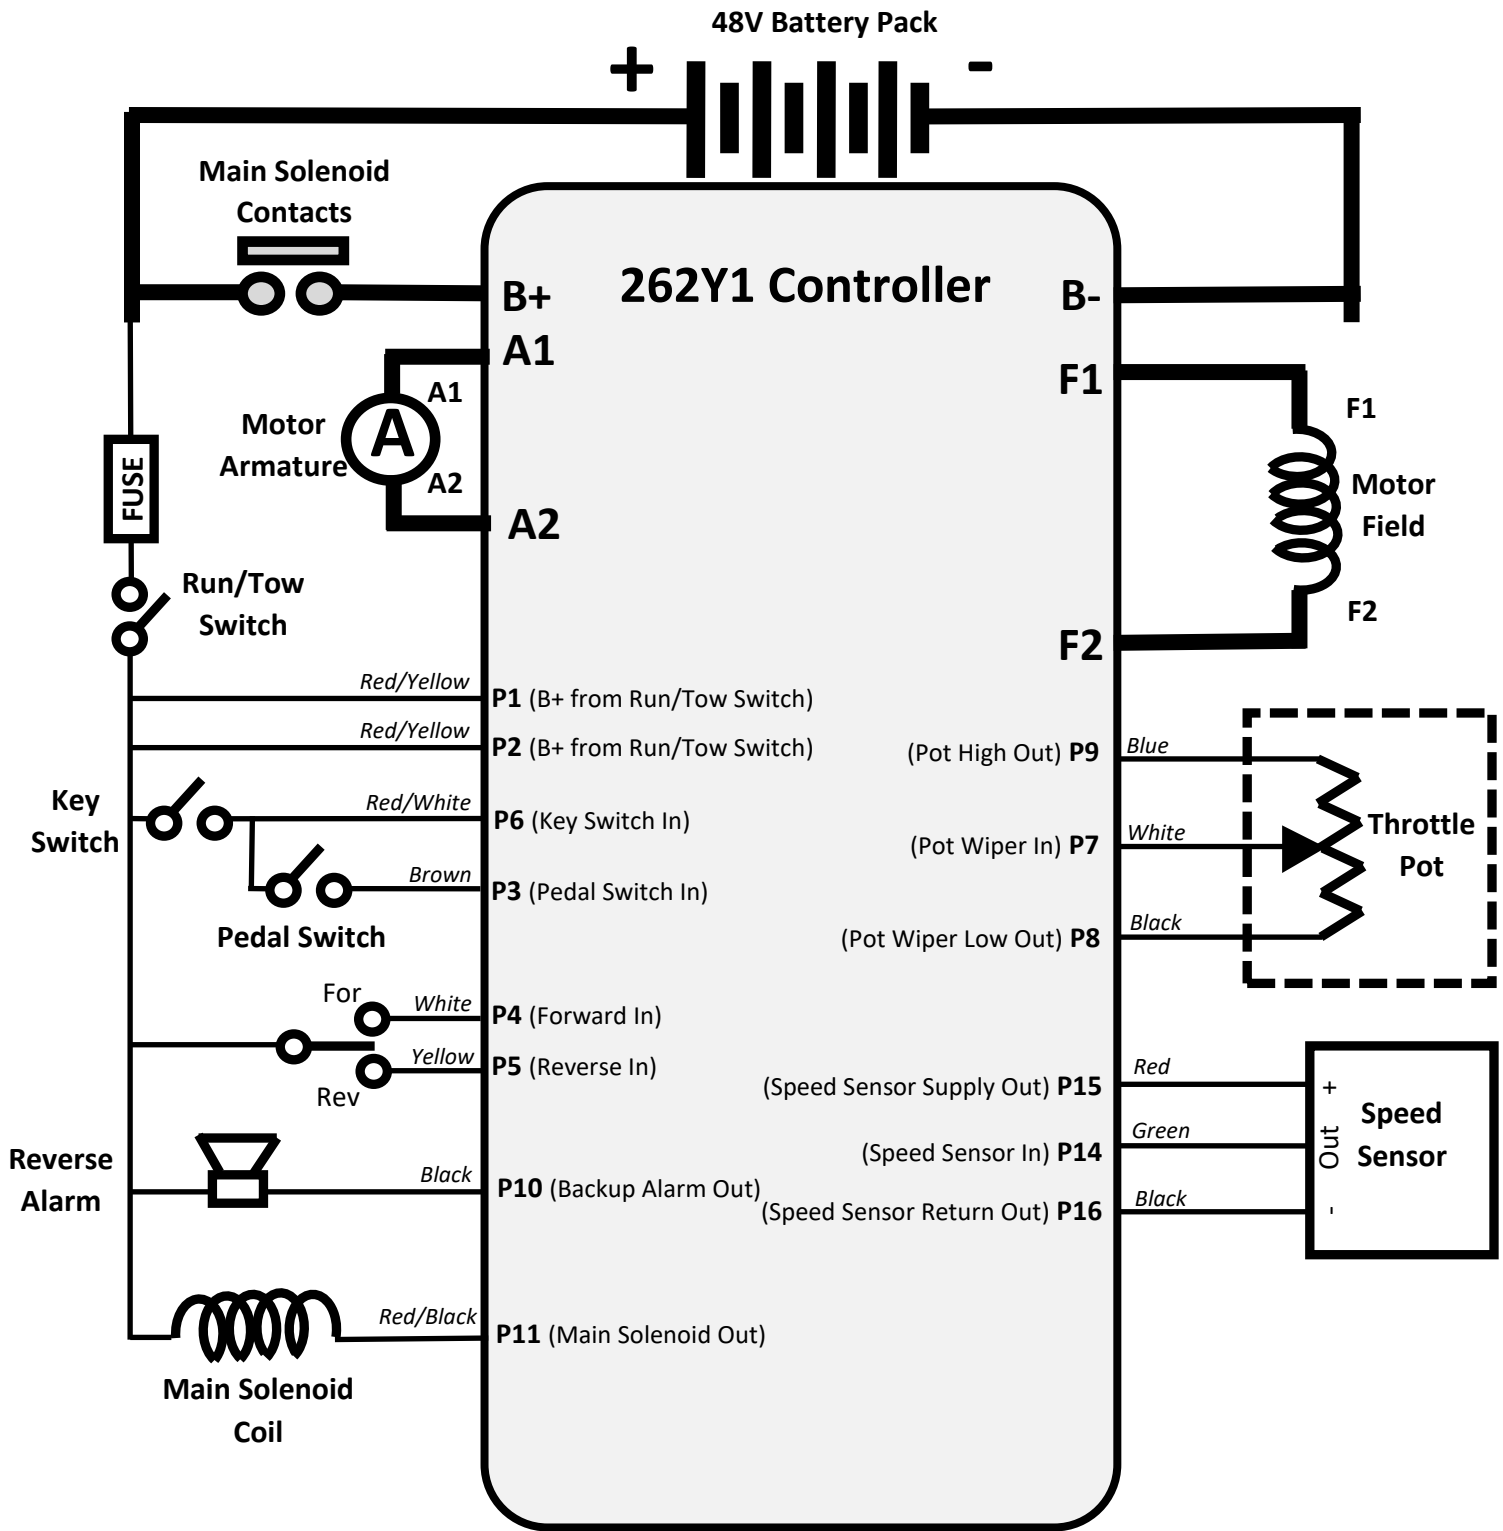 48V Battery Pack
+
-
Main Solenoid
Contacts
262Y1 Controller
B+
B-
A1
A1
F1
F1
Motor
Armature
A
A2
A2
Motor
Field
FUSE
F2
F2
Run/Tow
Switch
Red/Yellow
P1 (B+ from Run/Tow Switch)
Red/Yellow
P2 (B+ from Run/Tow Switch)
(Pot High Out) P9
Blue
Key
Switch
Red/White
P6 (Key Switch In)
(Pot Wiper In) P7
White
Throttle
Pot
Brown
P3 (Pedal Switch In)
Pedal Switch
(Pot Wiper Low Out) P8
Black
For
White
P4 (Forward In)
Yellow
P5 (Reverse In)
Rev
(Speed Sensor Supply Out) P15
Red
+
Speed
Sensor
(Speed Sensor In) P14
Green
Out
Reverse
Alarm
Black
P10 (Backup Alarm Out)
(Speed Sensor Return Out) P16
Black
-
Red/Black
P11 (Main Solenoid Out)
Main Solenoid
Coil